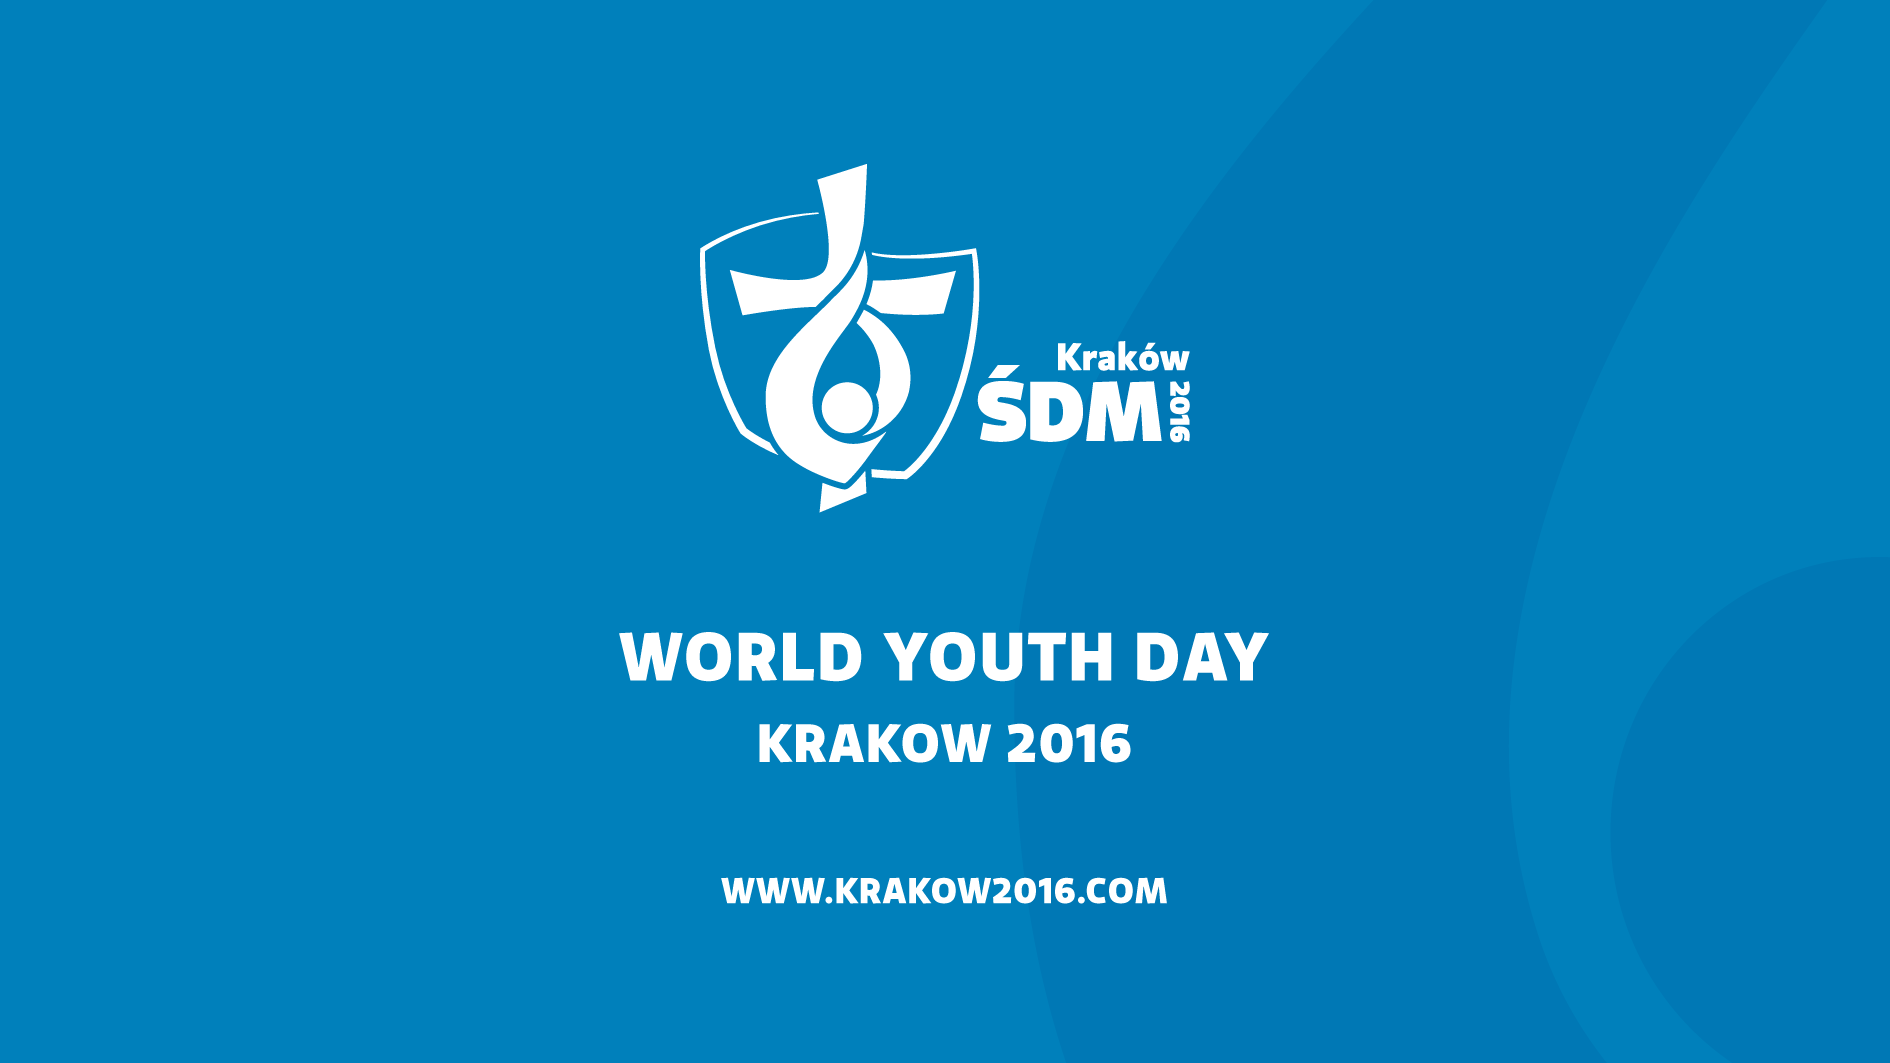 Kraków
ŚDM 2016
WORLD YOUTH DAY
KRAKOW 2016
WWW.KRAKOW2016.COM